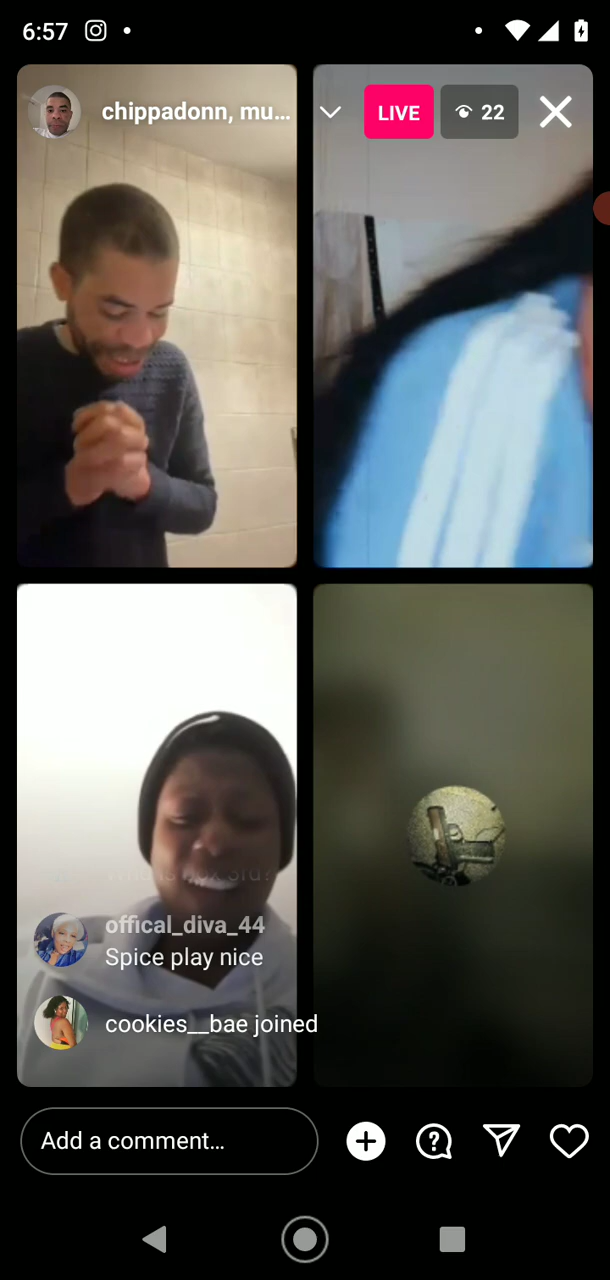 6:57
chippadonn, mu...
LIVE
22
offical_diva_44
Spice play nice
cookies__bae joined
Add a comment...